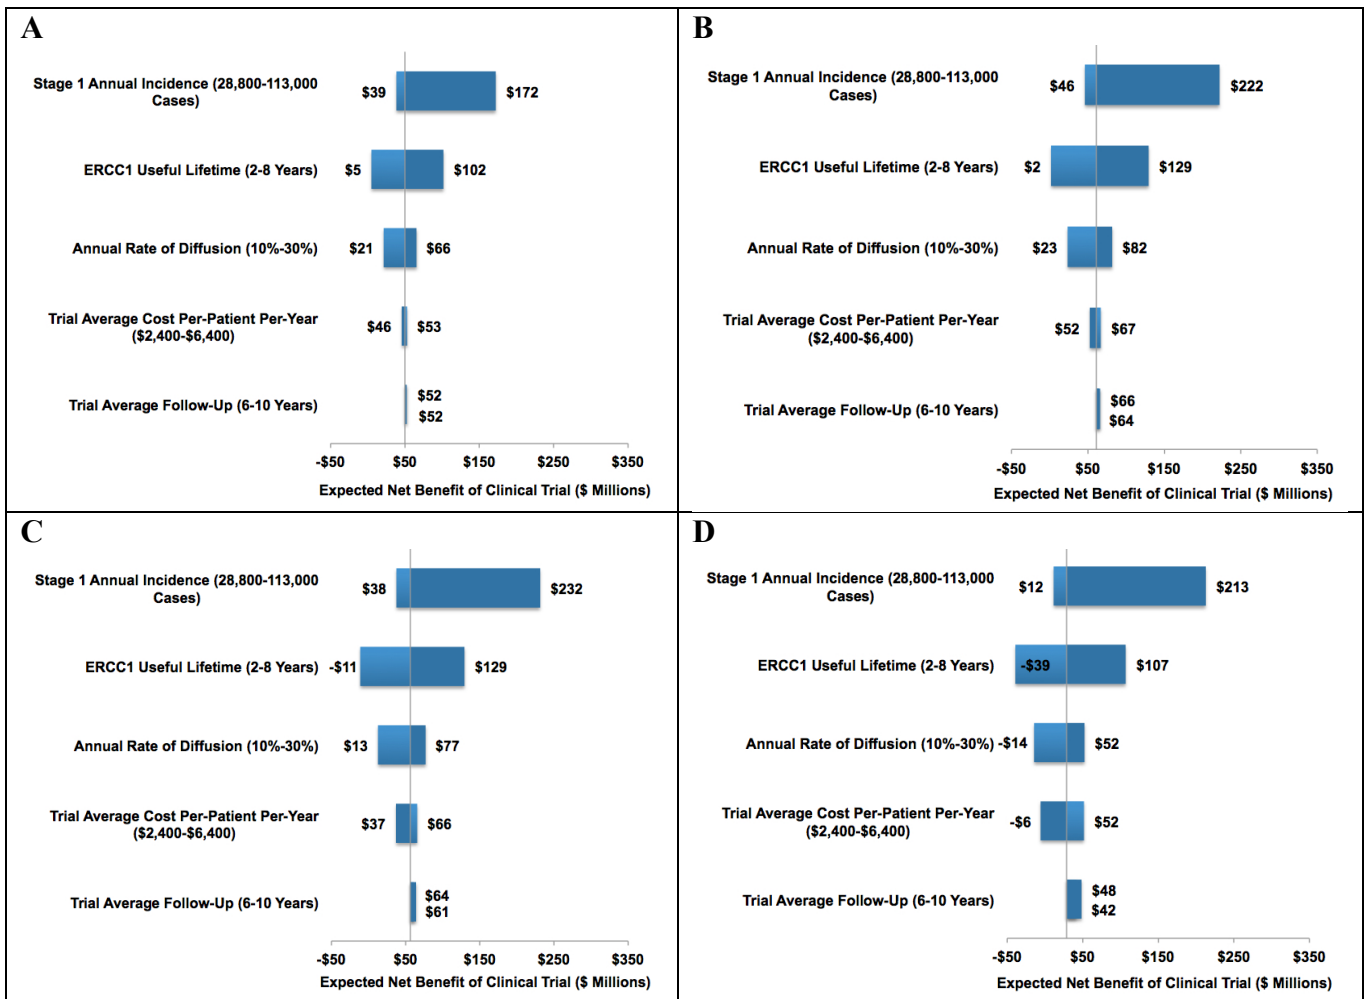 A
Stage 1 Annual Incidence (28,800-113,000
Cases)
$39
$172
ERCC1 Useful Lifetime (2-8 Years)
$5
$102
Annual Rate of Diffusion (10%-30%)
$21
$66
Trial Average Cost Per-Patient Per-Year
($2,400-$6,400)
$46
$53
Trial Average Follow-Up (6-10 Years)
$52
$52
-$50 $50 $150 $250 $350
Expected Net Benefit of Clinical Trial ($ Millions)
B
Stage 1 Annual Incidence (28,800-113,000
Cases)
$46
$222
ERCC1 Useful Lifetime (2-8 Years)
$2
$129
Annual Rate of Diffusion (10%-30%)
$23
$82
Trial Average Cost Per-Patient Per-Year
($2,400-$6,400)
$52
$67
Trial Average Follow-Up (6-10 Years)
$66
$64
-$50 $50 $150 $250 $350
Expected Net Benefit of Clinical Trial ($ Millions)
C
Stage 1 Annual Incidence (28,800-113,000
Cases)
$38
$232
ERCC1 Useful Lifetime (2-8 Years)
-$11
$129
Annual Rate of Diffusion (10%-30%)
$13
$77
Trial Average Cost Per-Patient Per-Year
($2,400-$6,400)
$37
$66
Trial Average Follow-Up (6-10 Years)
$64
$61
-$50 $50 $150 $250 $350
Expected Net Benefit of Clinical Trial ($ Millions)
D
Stage 1 Annual Incidence (28,800-113,000
Cases)
$12
$213
ERCC1 Useful Lifetime (2-8 Years)
-$39
$107
Annual Rate of Diffusion (10%-30%)
-$14
$52
Trial Average Cost Per-Patient Per-Year
($2,400-$6,400)
-$6
$52
Trial Average Follow-Up (6-10 Years)
$48
$42
-$50 $50 $150 $250 $350
Expected Net Benefit of Clinical Trial ($ Millions)